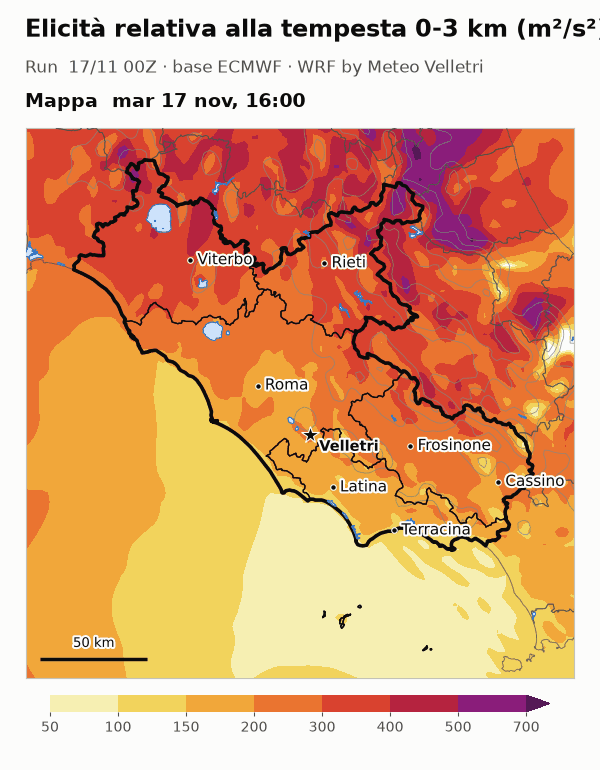 Elicità relativa alla tempesta 0-3 km (m²/s²)
Run 17/11 00Z · base ECMWF · WRF by Meteo Velletri
Mappa mar 17 nov, 16:00
Viterbo
Rieti
Roma
Velletri
Frosinone
Latina
Cassino
Terracina
50 km
50 100 150 200 300 400 500 700